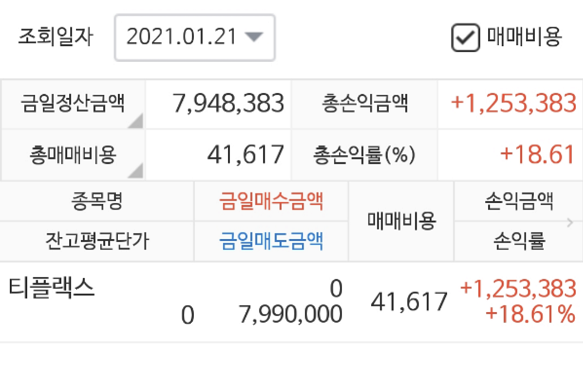 조회일자 2021.01.21 매매비용
금일정산금액 7,948,383 총손익금액 +1,253,383
총매매비용 41,617 총손익률(%) +18.61
종목명 금일매수금액 매매비용 손익금액
잔고평균단가 금일매도금액 손익률
티플랙스 0 41,617 +1,253,383
0 7,990,000 +18.61%